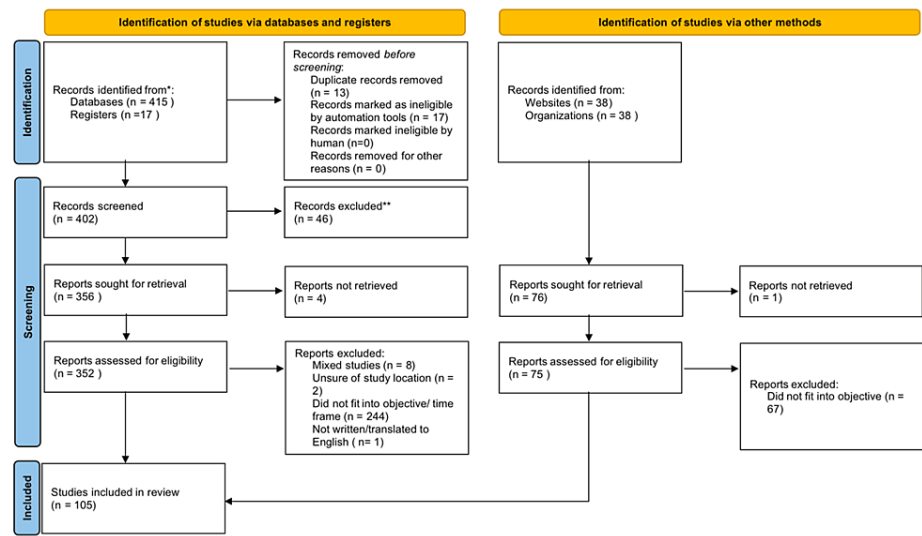 Identification of studies via databases and registers
Identification of studies via other methods
Identification
Records identified from*:
Databases (n = 415 )
Registers (n =17 )
Records removed before
screening:
Duplicate records removed
(n = 13)
Records marked as ineligible
by automation tools (n = 17)
Records marked ineligible by
human (n=0)
Records removed for other
reasons (n = 0)
Records identified from:
Websites (n = 38)
Organizations (n = 38 )
Screening
Records screened
(n = 402)
Records excluded**
(n = 46)
Reports sought for retrieval
(n = 356 )
Reports not retrieved
(n = 4)
Reports sought for retrieval
(n = 76)
Reports not retrieved
(n = 1)
Reports assessed for eligibility
(n = 352 )
Reports excluded:
Mixed studies (n = 8)
Unsure of study location (n =
2)
Did not fit into objective/ time
frame (n = 244)
Not written/translated to
English ( n= 1)
Reports assessed for eligibility
(n = 75 )
Reports excluded:
Did not fit into objective (n =
67)
Included
Studies included in review
(n = 105)